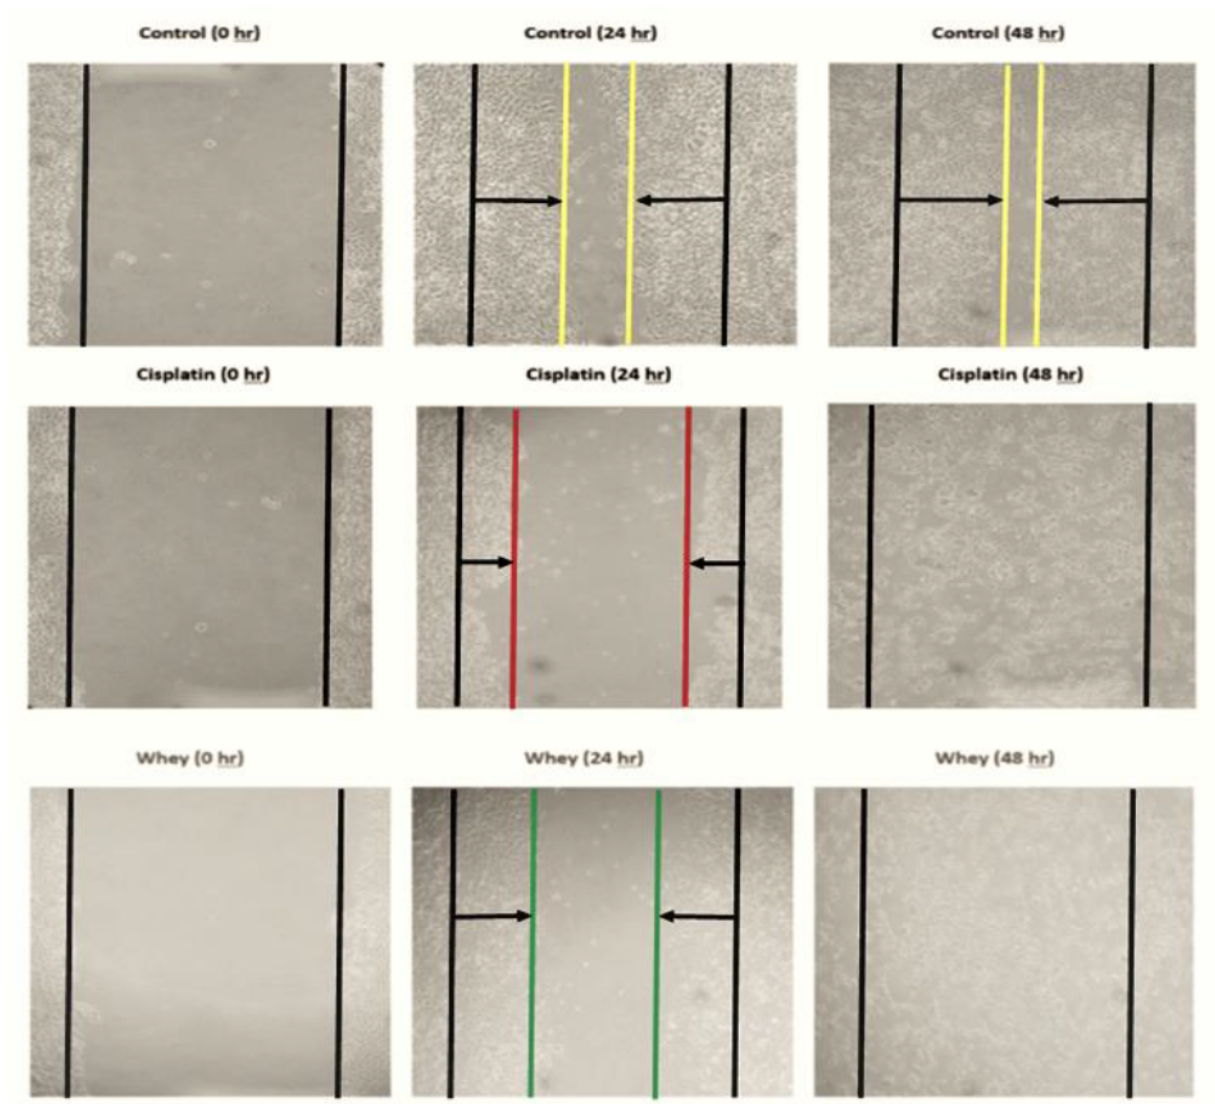 Control (0 hr)
Control (24 hr)
Control (48 hr)
Cisplatin (0 hr)
Cisplatin (24 hr)
Cisplatin (48 hr)
Whey (0 hr)
Whey (24 hr)
Whey (48 hr)